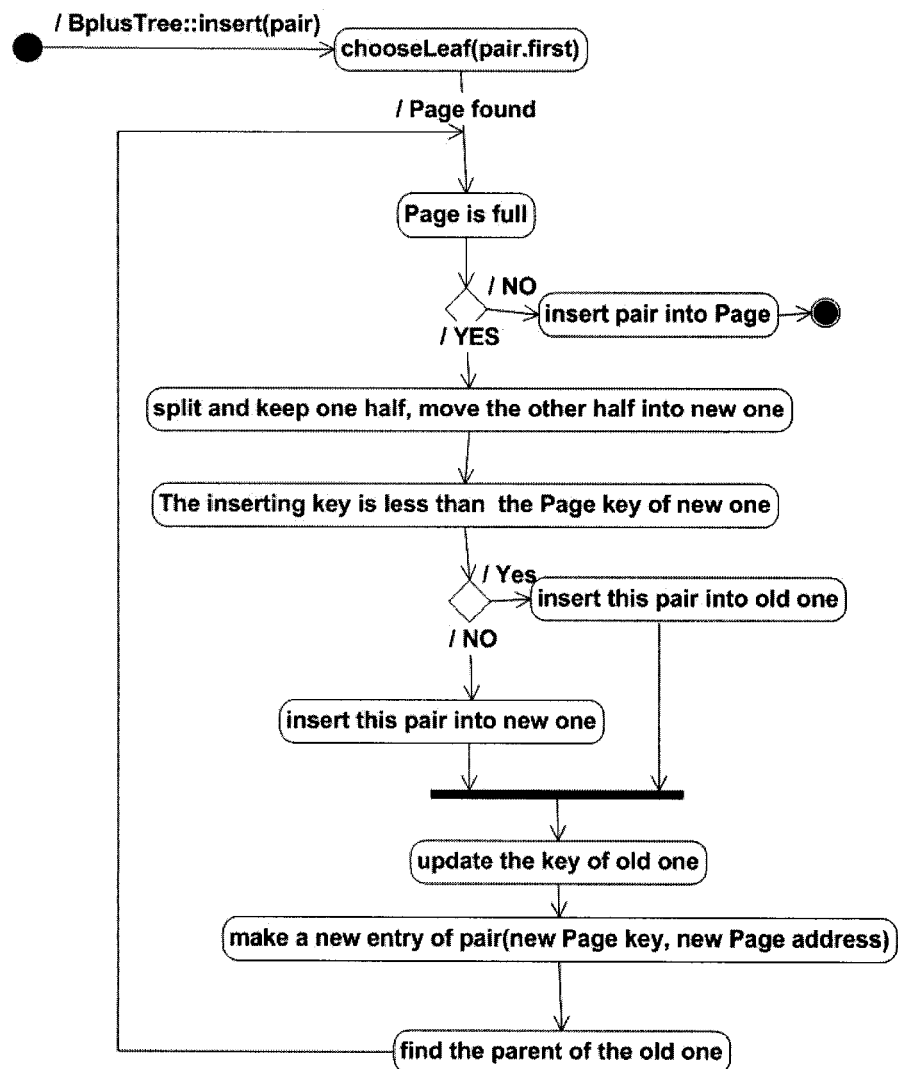 / BplusTree::insert(pair)
chooseLeaf(pair.first)
/ Page found
Page is full
/ NO
insert pair into Page
/ YES
split and keep one half, move the other half into new one
The inserting key is less than the Page key of new one
/ Yes
insert this pair into old one
/ NO
insert this pair into new one
update the key of old one
make a new entry of pair(new Page key, new Page address)
find the parent of the old one